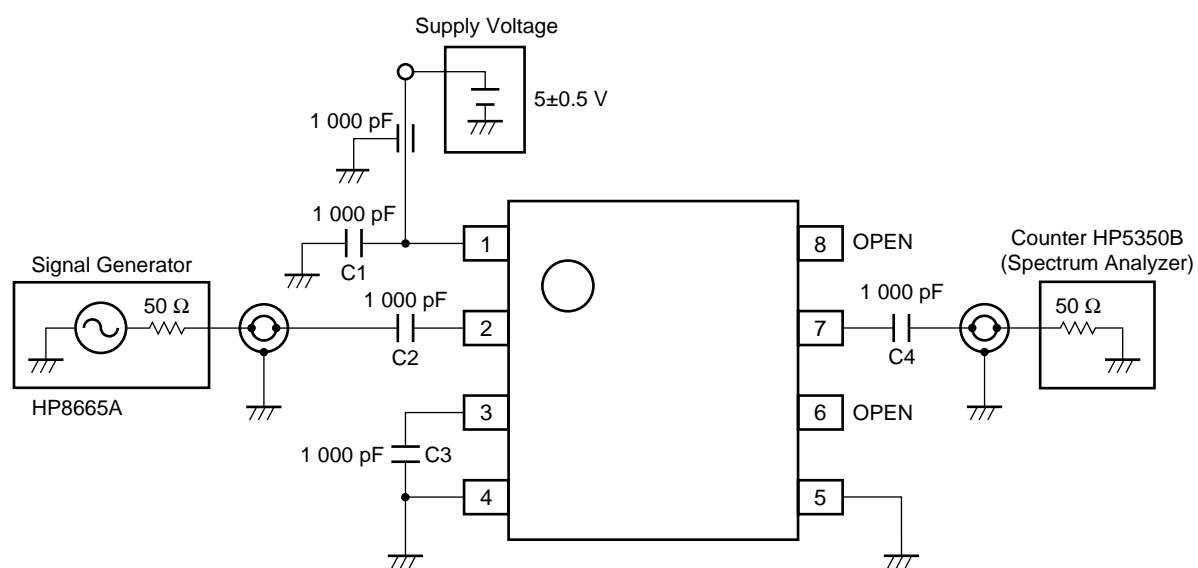 Supply Voltage
5±0.5 V
1 000 pF
1 000 pF
C1
1
8
OPEN
Counter HP5350B
(Spectrum Analyzer)
Signal Generator
50 Ω
HP8665A
1 000 pF
C2
2
7
1 000 pF
C4
50 Ω
3
6
OPEN
1 000 pF
C3
4
5